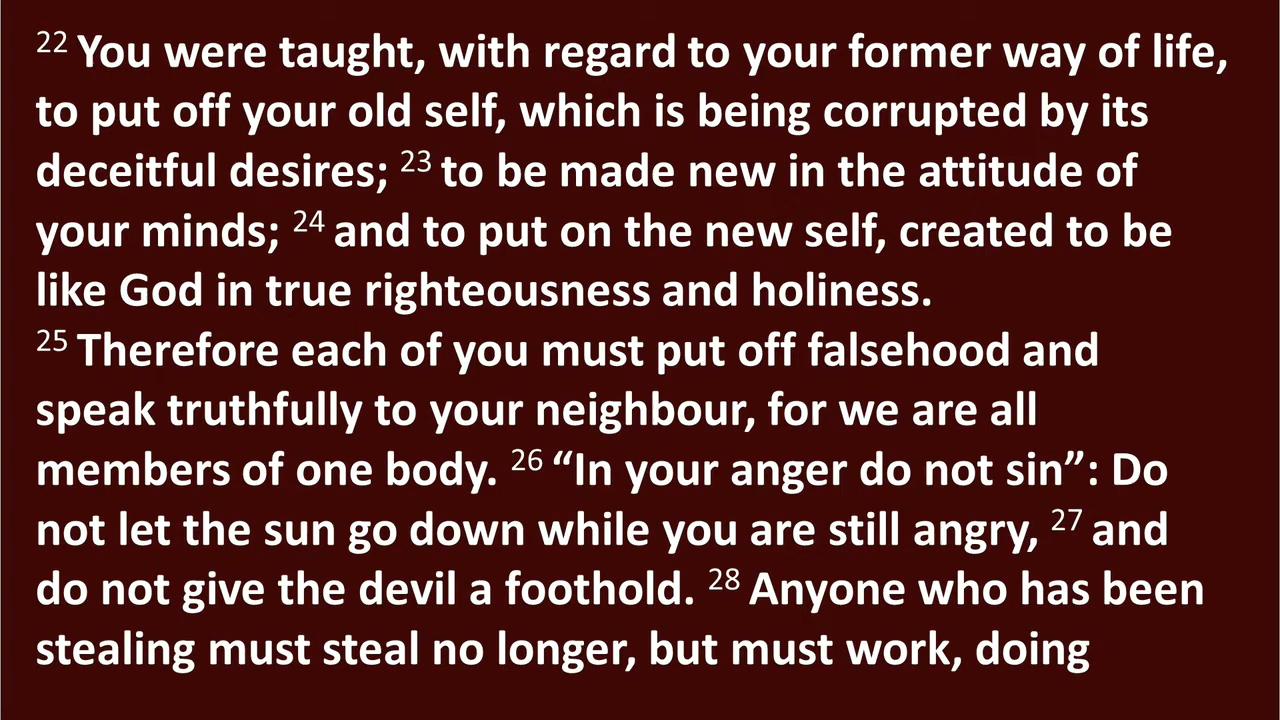 22 You were taught, with regard to your former way of life,
to put off your old self, which is being corrupted by its
deceitful desires; 23 to be made new in the attitude of
your minds; 24 and to put on the new self, created to be
like God in true righteousness and holiness.
25 Therefore each of you must put off falsehood and
speak truthfully to your neighbour, for we are all
members of one body. 26 “In your anger do not sin”: Do
not let the sun go down while you are still angry, 27 and
do not give the devil a foothold. 28 Anyone who has been
stealing must steal no longer, but must work, doing